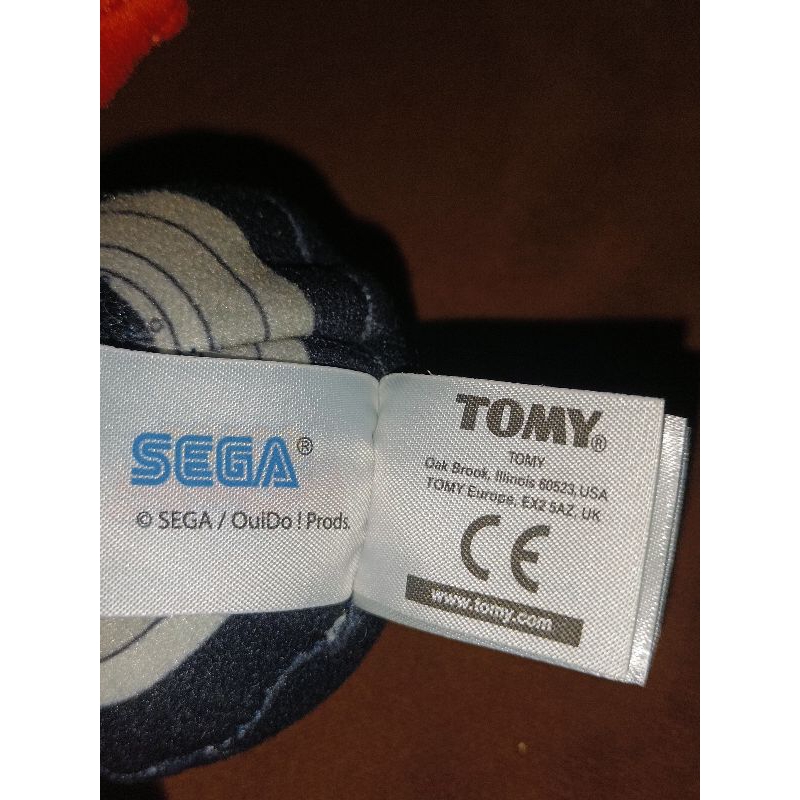 SEGA®
© SEGA / OuiDo ! Prods.
TOMY®
TOMY
Oak Brook, Illinois 60523, USA
TOMY Europe, EX2 5AZ, UK
CE
www.tomy.com